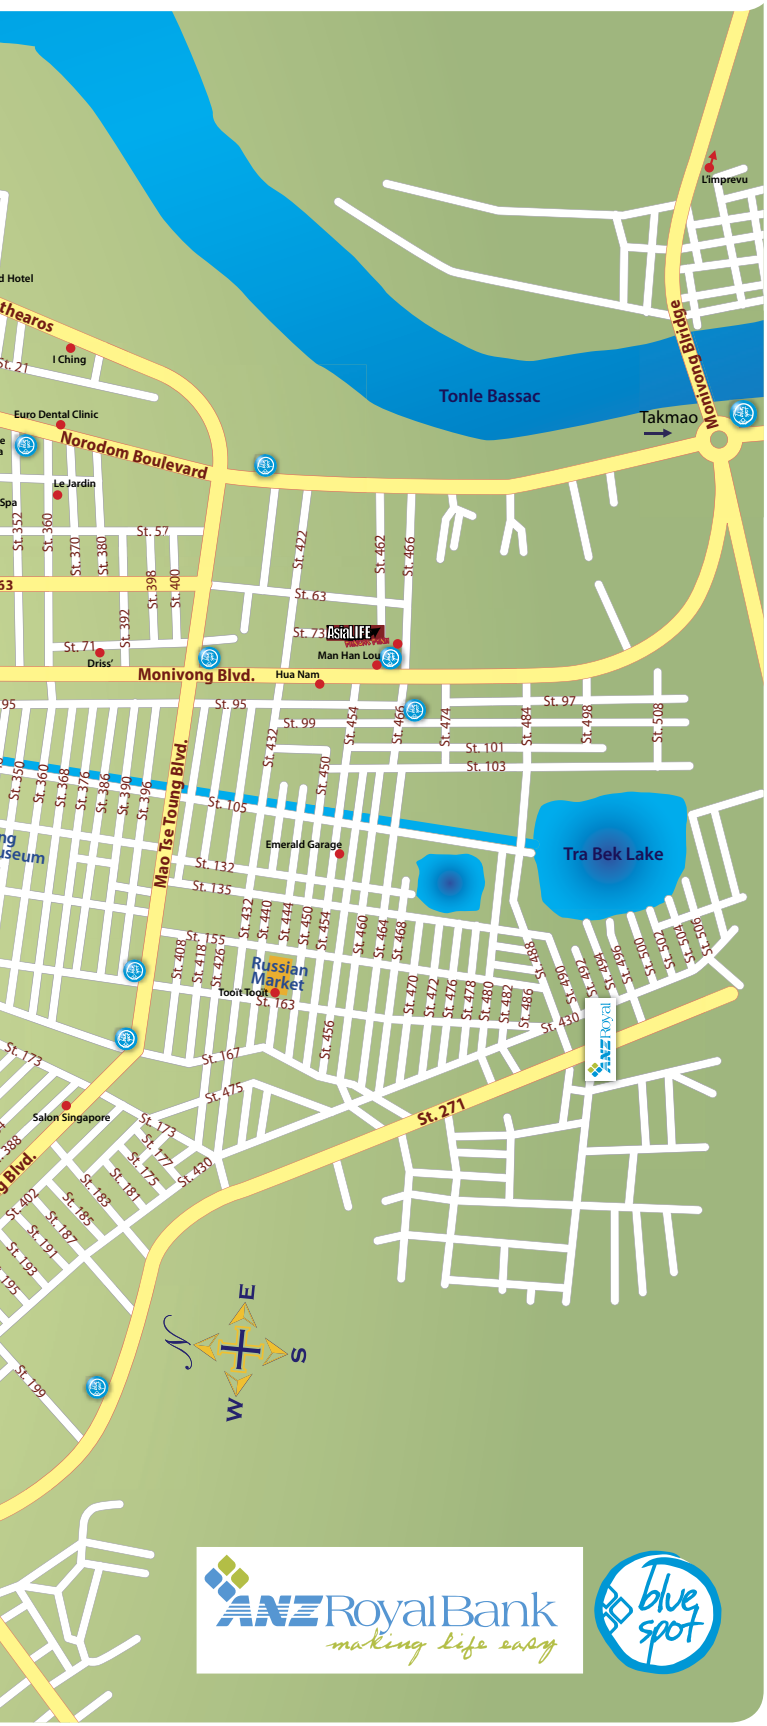 L'imprevu
d Hotel
thearos
I Ching
St. 21
Monivong Blridge
Tonle Bassac
Takmao
Euro Dental Clinic
Norodom Boulevard
Le Jardin
Spa
St. 352
St. 360
St. 370
St. 380
St. 57
St. 392
St. 398
St. 400
St. 422
St. 462
St. 466
63
St. 63
St. 73
AsiaLIFE
St. 71
Driss'
Man Han Lou
Monivong Blvd.
Hua Nam
95
St. 95
St. 97
St. 99
St. 101
St. 103
St. 432
St. 450
St. 454
St. 466
St. 474
St. 484
St. 498
St. 508
St. 350
St. 360
St. 368
St. 376
St. 386
St. 390
St. 396
Mao Tse Toung Blvd.
St. 105
Emerald Garage
Tra Bek Lake
ng
useum
St. 132
St. 135
St. 155
St. 408
St. 418
St. 426
St. 432
St. 440
St. 444
St. 450
St. 454
St. 460
St. 464
St. 468
Russian
Market
Tooit Tooit
St. 163
St. 456
St. 470
St. 472
St. 476
St. 478
St. 480
St. 482
St. 486
St. 488
St. 490
St. 492
St. 494
St. 496
St. 500
St. 502
St. 504
St. 506
St. 430
ANZ Royal
St. 173
St. 167
St. 475
Salon Singapore
St. 271
St. 173
St. 177
St. 175
St. 181
St. 183
St. 430
388
g Blvd.
St. 402
St. 185
St. 187
St. 191
St. 193
195
St. 199
E
N
S
W
ANZ Royal Bank
making life easy
blue
spot